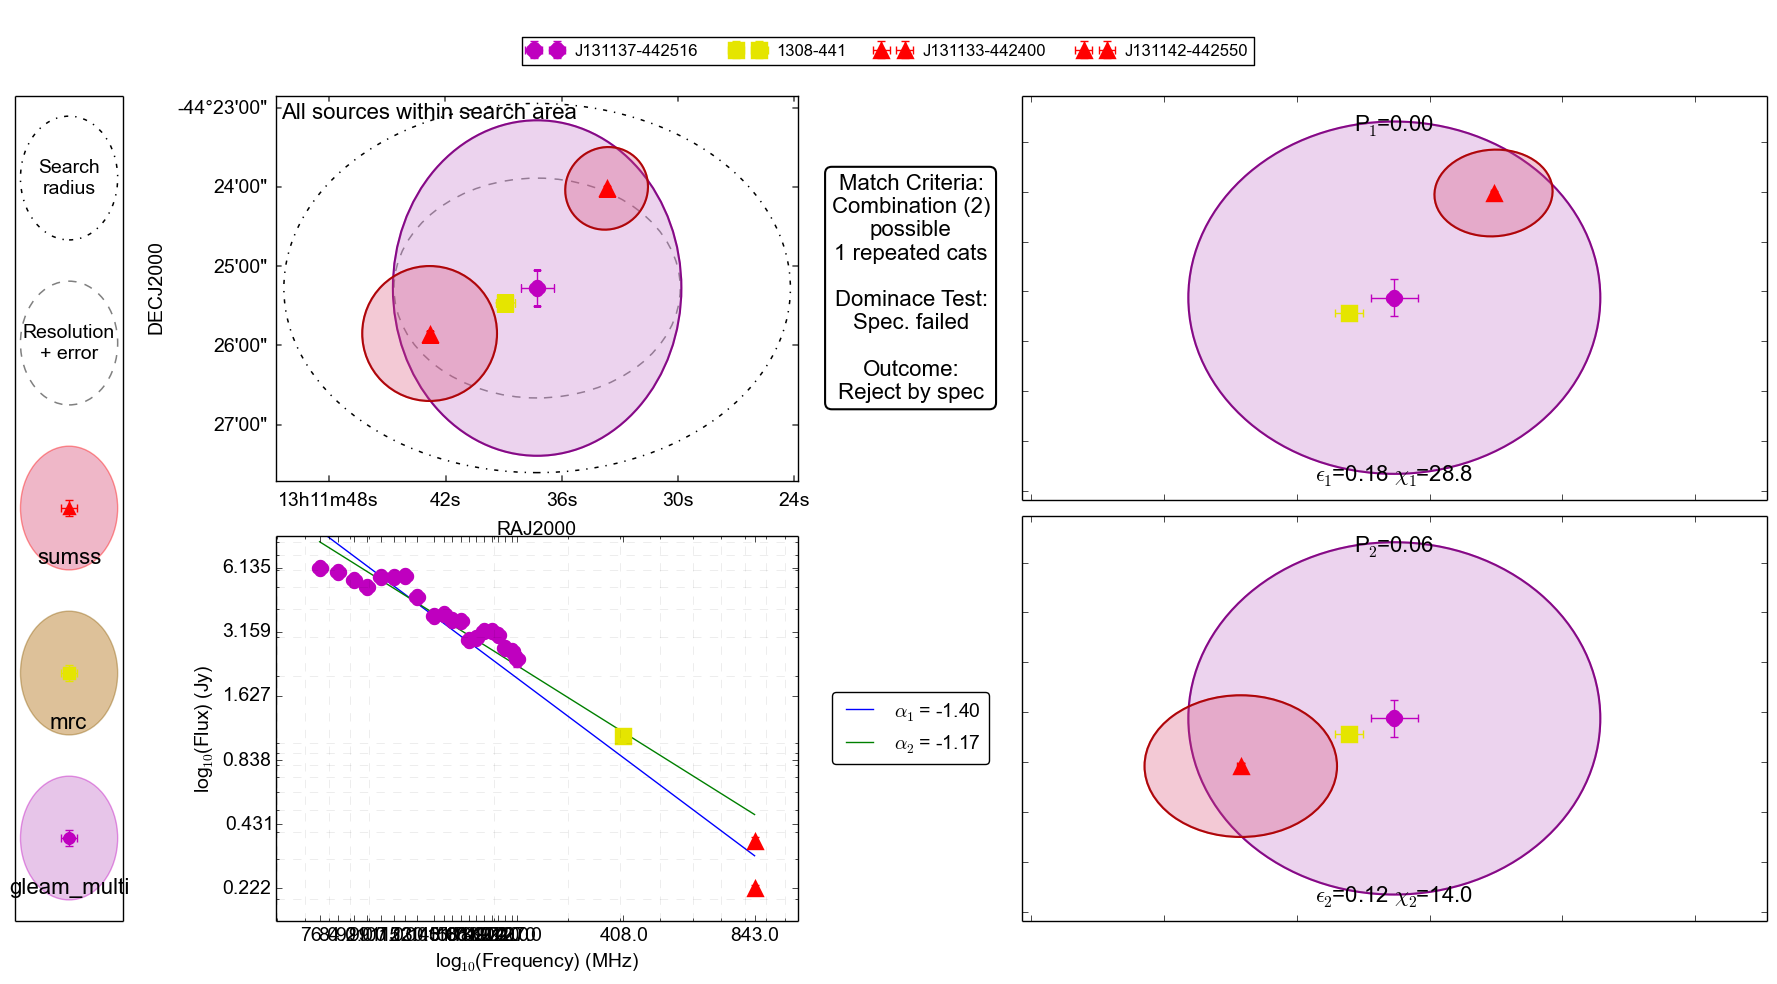 J131137-442516
1308-441
J131133-442400
J131142-442550
Search
radius
Resolution
+ error
sumss
mrc
gleam_multi
All sources within search area
-44°23'00"
24'00"
25'00"
26'00"
27'00"
DECJ2000
13h11m48s
42s
36s
30s
24s
RAJ2000
Match Criteria:
Combination (2)
possible
1 repeated cats
Dominace Test:
Spec. failed
Outcome:
Reject by spec
P1=0.00
ϵ1=0.18 χ1=28.8
P2=0.06
ϵ2=0.12 χ2=14.0
6.135
3.159
1.627
0.838
0.431
0.222
log10(Flux) (Jy)
408.0
843.0
log10(Frequency) (MHz)
α1 = -1.40
α2 = -1.17